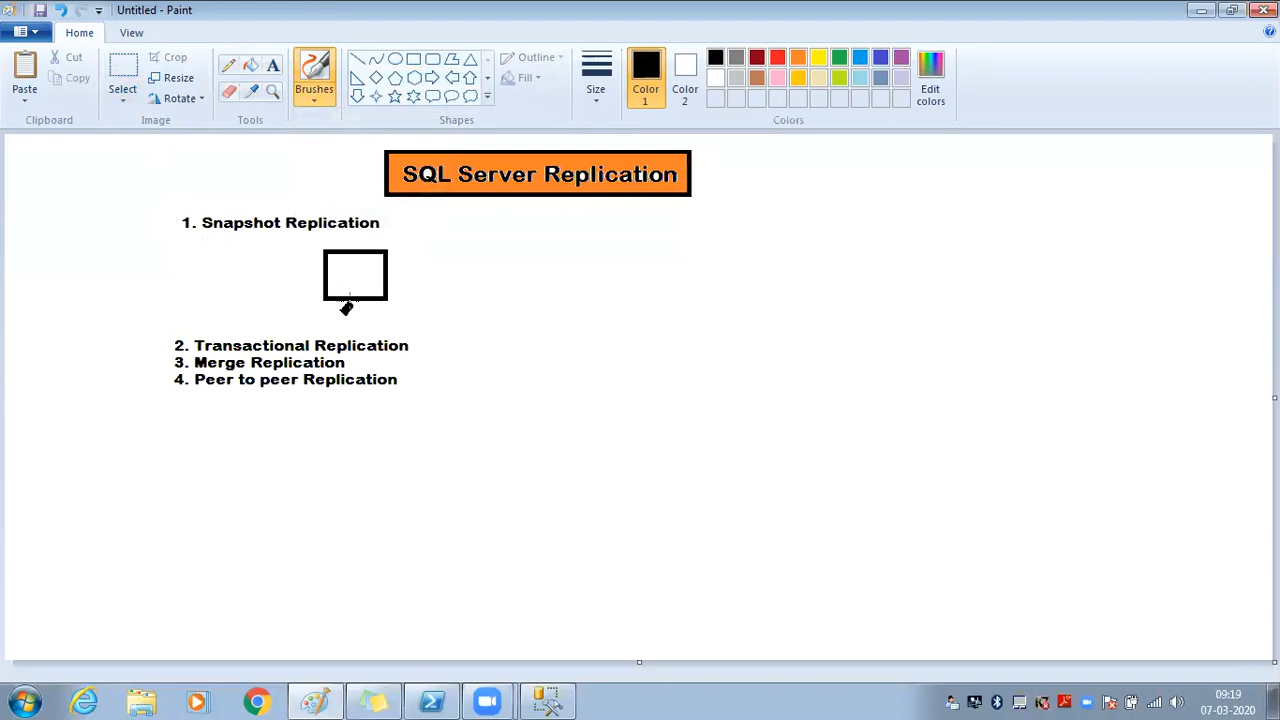 Untitled - Paint
Home
View
Paste
Cut
Copy
Clipboard
Select
Crop
Resize
Rotate
Image
Tools
Brushes
Shapes
Outline
Fill
Size
Color 1
Color 2
Edit colors
Colors
SQL Server Replication
1. Snapshot Replication
2. Transactional Replication
3. Merge Replication
4. Peer to peer Replication
09:19
07-03-2020